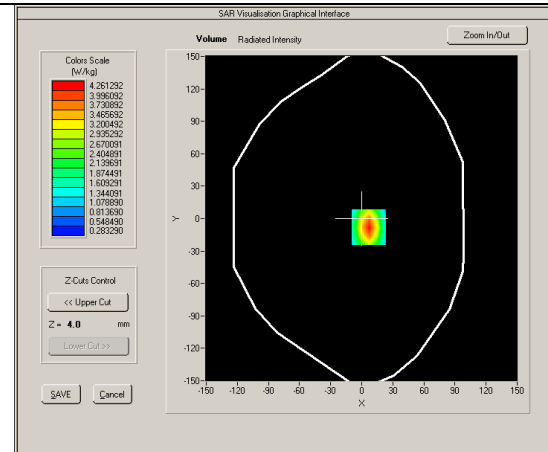 SAR Visualisation Graphical Interface
Volume Radiated Intensity
Zoom In/Out
Colors Scale
(W/kg)
4.261292
3.996092
3.730892
3.465692
3.200492
2.935292
2.670091
2.404891
2.139691
1.874491
1.609291
1.344091
1.078890
0.813690
0.548490
0.283290
Z-Cuts Control
<< Upper Cut
Z = 4.0 mm
Lower Cut >>
SAVE Cancel
150
120
90
60
30
0
-30
-60
-90
-120
-150
Y
-150 -120 -90 -60 -30 0 30 60 90 120 150
X